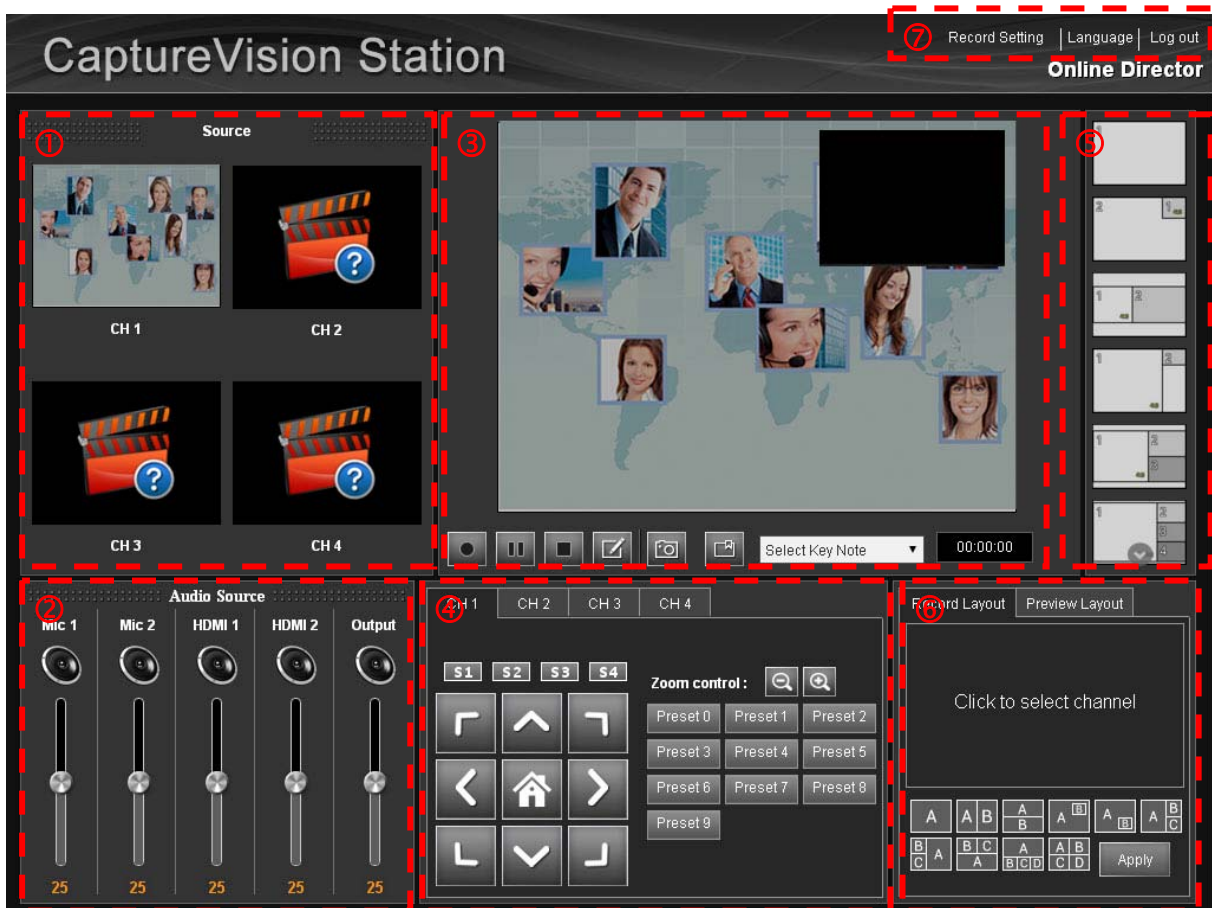 ⑦ Record Setting | Language | Log out
CaptureVision Station
Online Director
① Source
CH 1
CH 2
CH 3
CH 4
③
Select Key Note
00:00:00
⑤
② Audio Source
Mic 1 Mic 2 HDMI 1 HDMI 2 Output
25 25 25 25 25
④ CH 1 CH 2 CH 3 CH 4
S1 S2 S3 S4
Zoom control :
Preset 0 Preset 1 Preset 2
Preset 3 Preset 4 Preset 5
Preset 6 Preset 7 Preset 8
Preset 9
⑥ Record Layout Preview Layout
Click to select channel
A
A B
A
B
A B
A B
A B
C
B
C A
B C
A
A
B C D
A B
C D
Apply